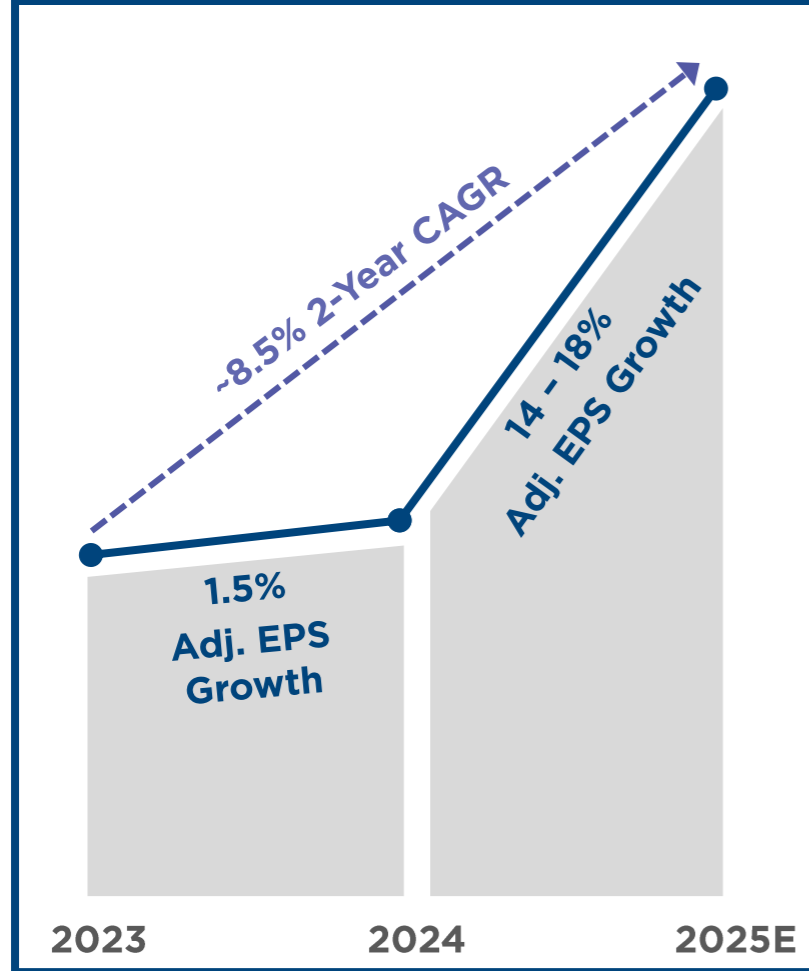 ~8.5% 2-Year CAGR
14 – 18%
Adj. EPS Growth
1.5%
Adj. EPS
Growth
2023
2024
2025E